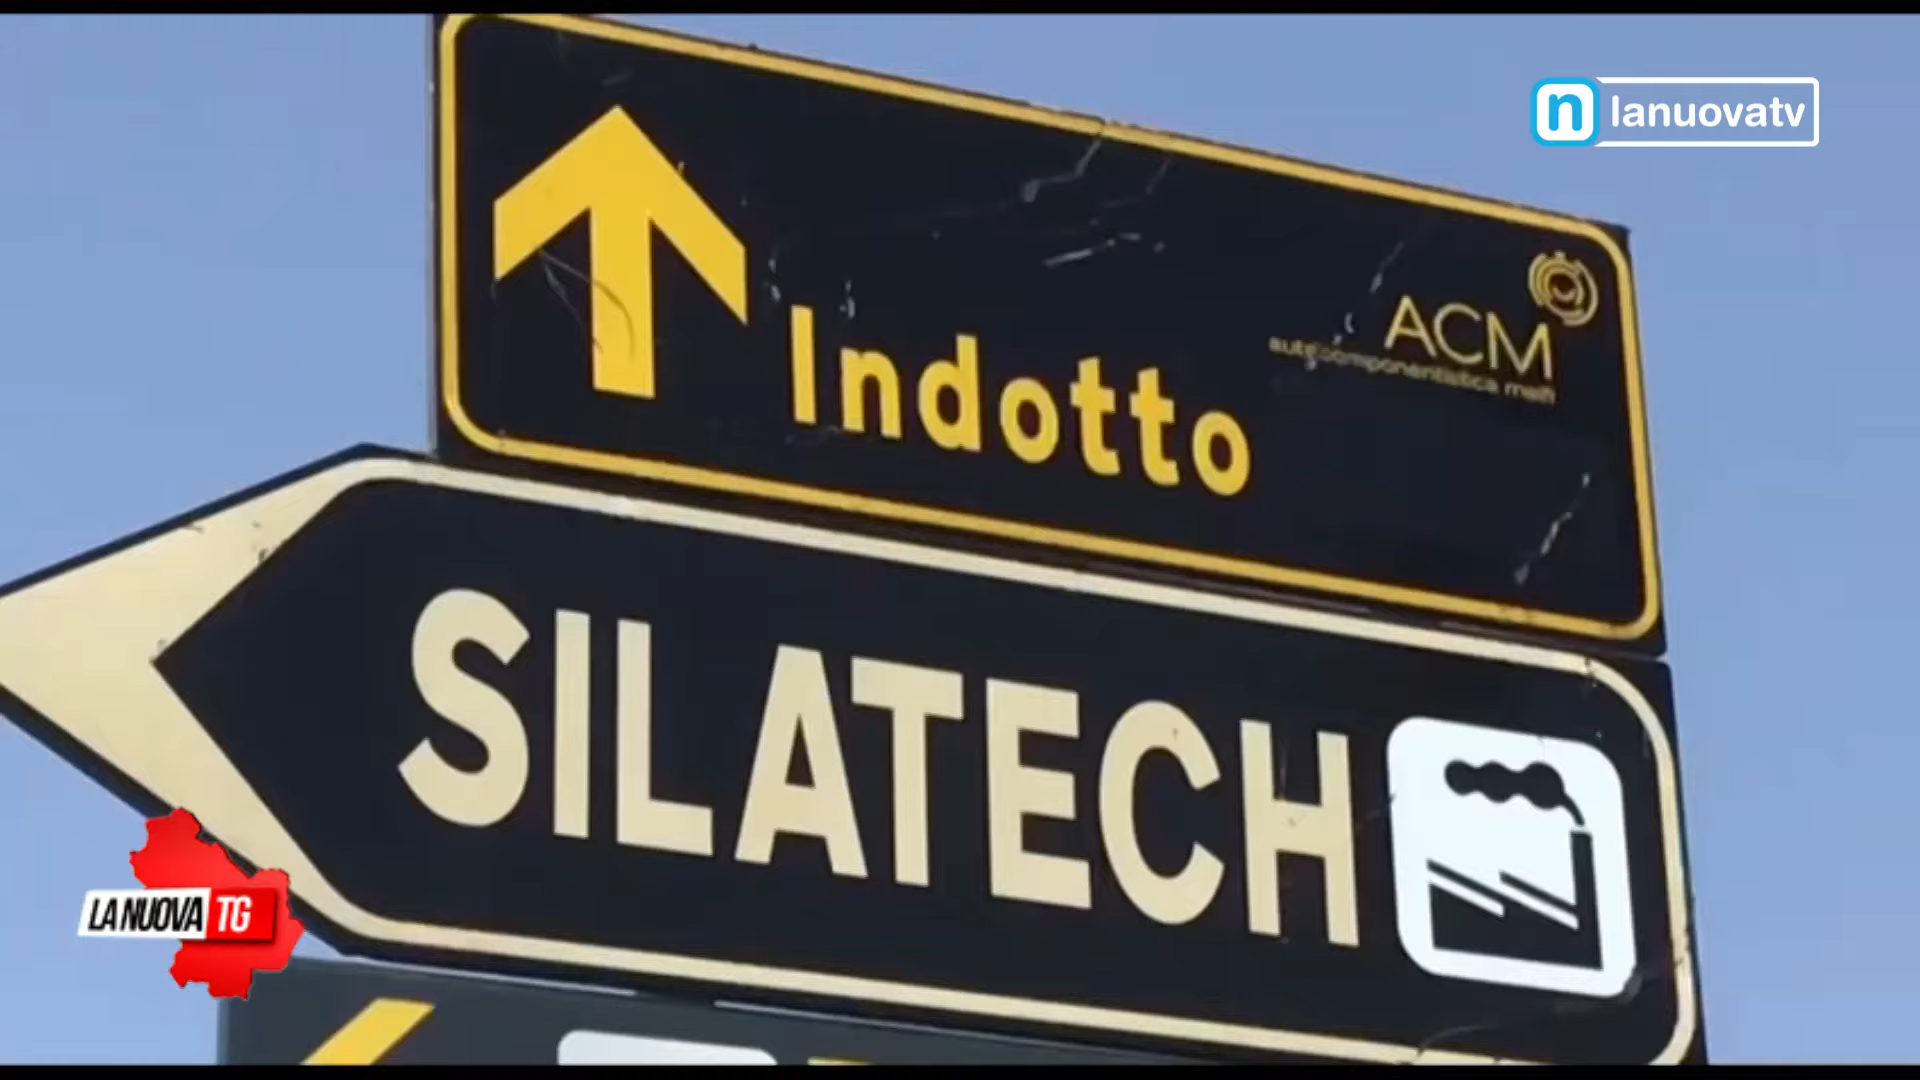 lanuovatv
Indotto
ACM
autocomponentistica melfi
SILATECH
LA NUOVA TG